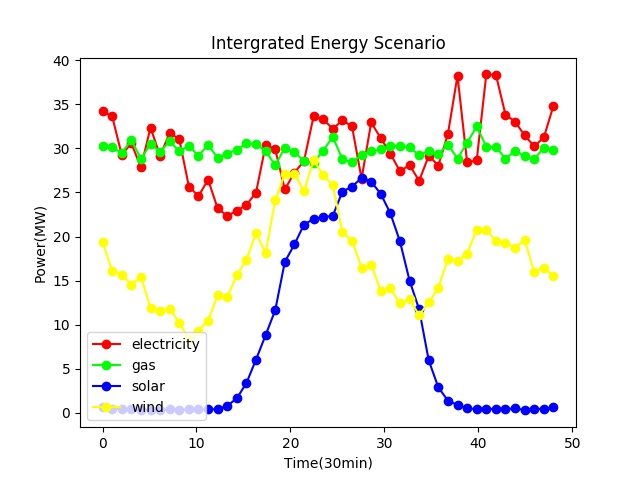 Intergrated Energy Scenario
40
35
30
25
20
15
10
5
0
Power(MW)
electricity
gas
solar
wind
0 10 20 30 40 50
Time(30min)